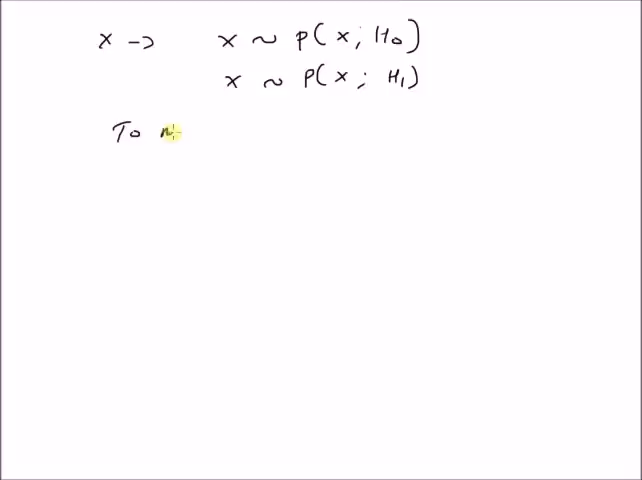 x -> x ~ p(x; H₀)
x ~ p(x; H₁)
To